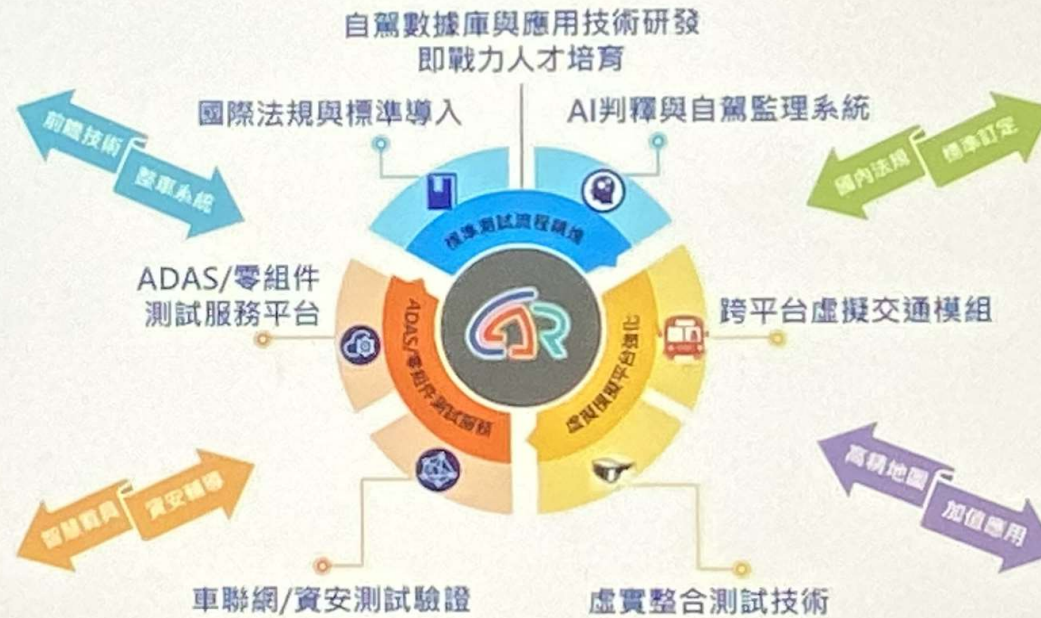 自駕數據庫與應用技術研發
即戰力人才培育
國際法規與標準導入
AI判釋與自駕監理系統
前瞻技術
整車系統
國內法規
標準訂定
標準測試流程精進
ADAS/零組件
測試服務平台
ADAS/零組件測試服務
CAR
虛擬模擬平台強化
跨平台虛擬交通模組
智慧載具
資安輔導
高精地圖
加值應用
車聯網/資安測試驗證
虛實整合測試技術